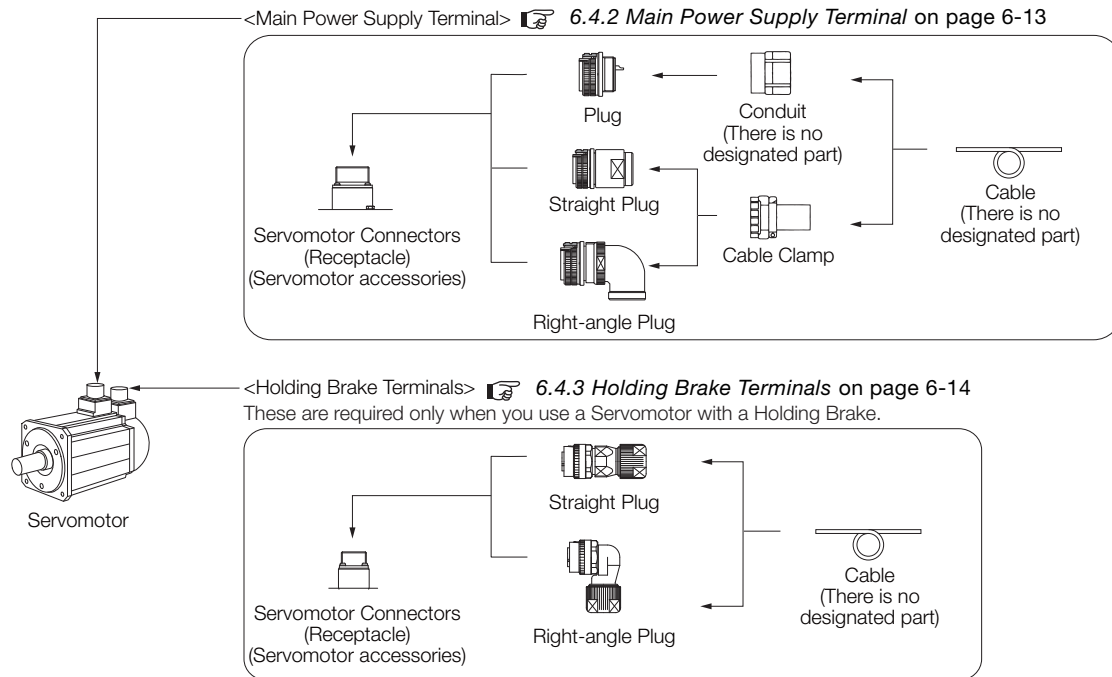 <Main Power Supply Terminal> ☞ 6.4.2 Main Power Supply Terminal on page 6-13
Plug
Conduit
(There is no
designated part)
Straight Plug
Cable
(There is no
designated part)
Servomotor Connectors
(Receptacle)
(Servomotor accessories)
Cable Clamp
Right-angle Plug
<Holding Brake Terminals> ☞ 6.4.3 Holding Brake Terminals on page 6-14
These are required only when you use a Servomotor with a Holding Brake.
Servomotor
Straight Plug
Cable
(There is no
designated part)
Servomotor Connectors
(Receptacle)
(Servomotor accessories)
Right-angle Plug